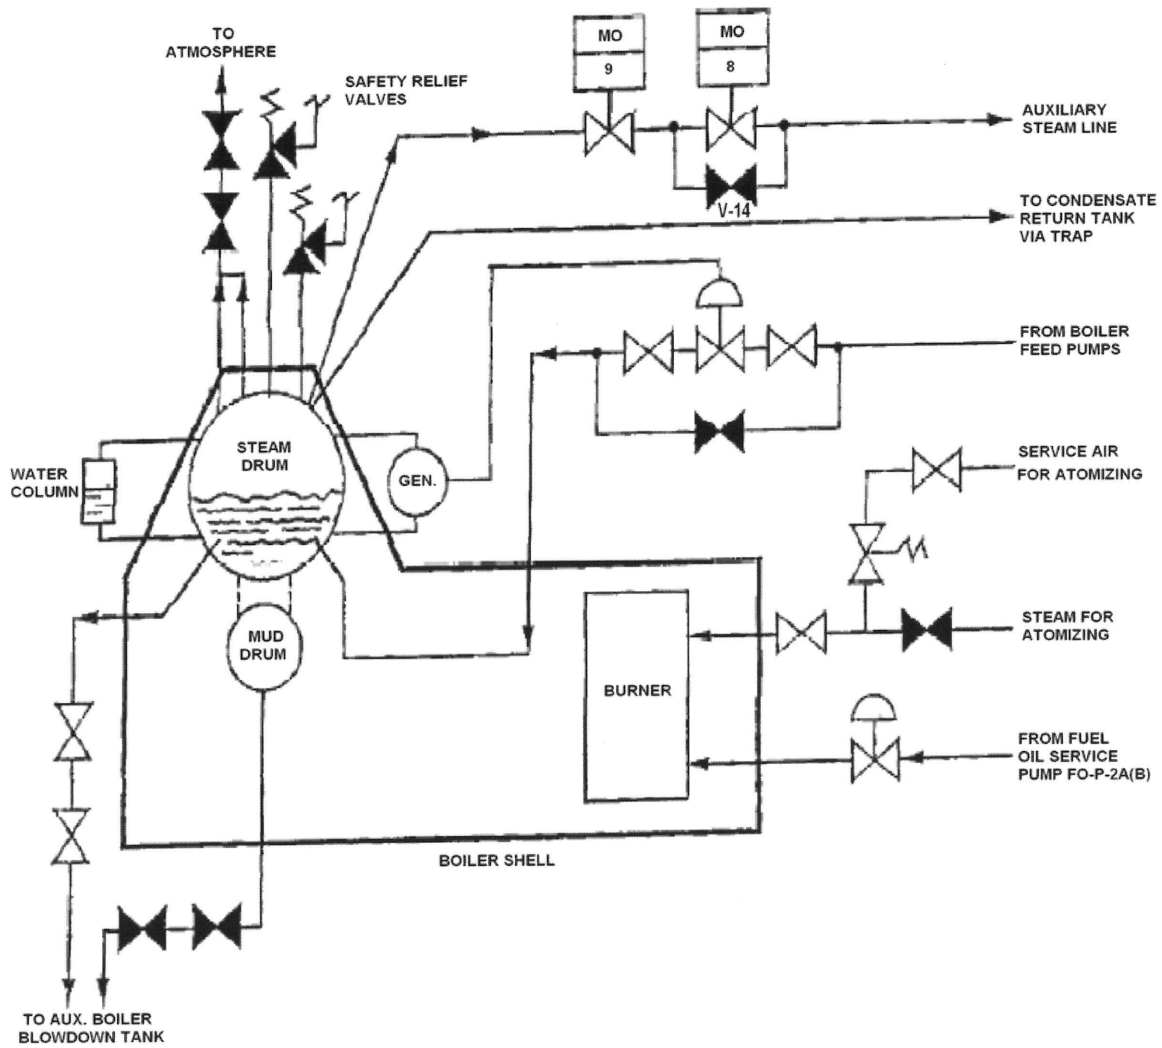 TO
ATMOSPHERE
SAFETY RELIEF
VALVES
MO
9
MO
8
AUXILIARY
STEAM LINE
V-14
TO CONDENSATE
RETURN TANK
VIA TRAP
FROM BOILER
FEED PUMPS
STEAM
DRUM
WATER
COLUMN
GEN.
SERVICE AIR
FOR ATOMIZING
MUD
DRUM
STEAM FOR
ATOMIZING
BURNER
FROM FUEL
OIL SERVICE
PUMP FO-P-2A(B)
BOILER SHELL
TO AUX. BOILER
BLOWDOWN TANK